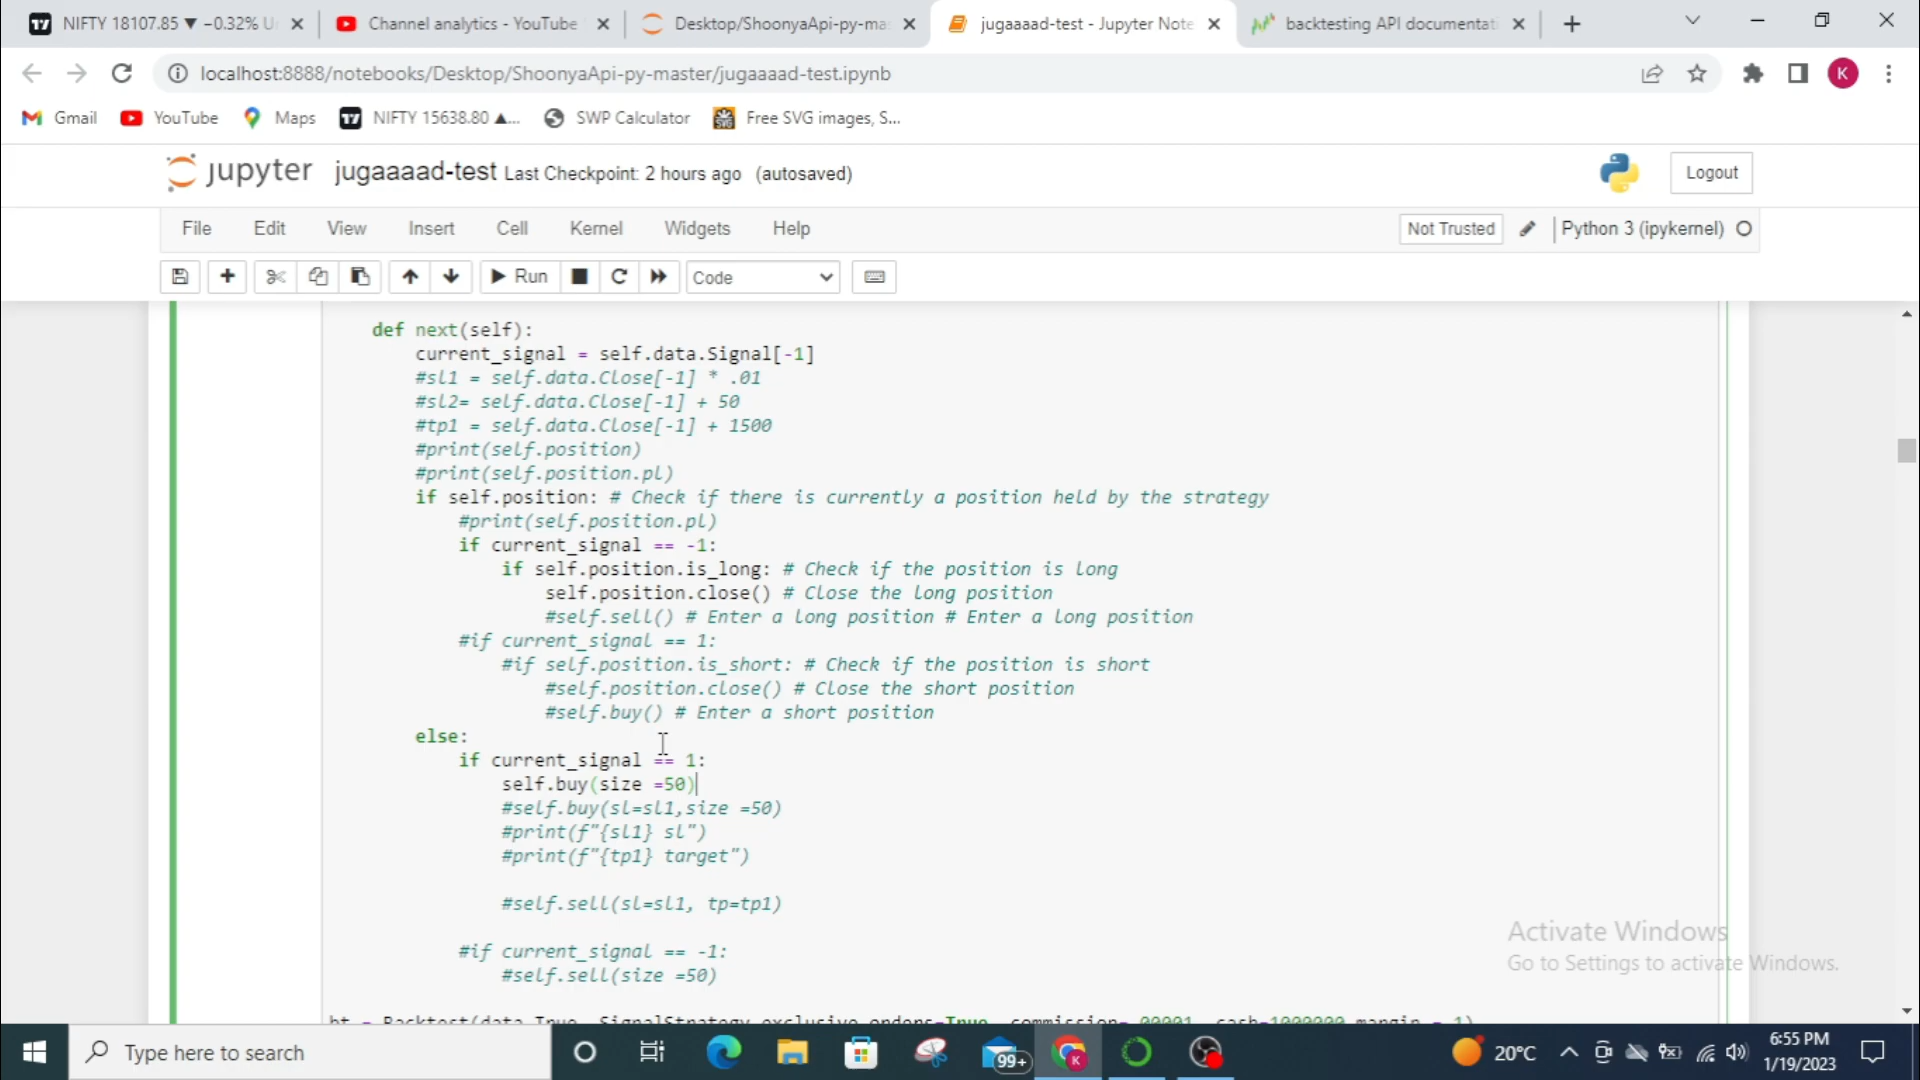 NIFTY 18107.85 ▼ −0.32% U
Channel analytics - YouTube
Desktop/ShoonyaApi-py-ma
jugaaaad-test - Jupyter Note
backtesting API documentati
localhost:8888/notebooks/Desktop/ShoonyaApi-py-master/jugaaaad-test.ipynb
K
Gmail
YouTube
Maps
NIFTY 15638.80 ▲...
SWP Calculator
Free SVG images, S...
jupyter jugaaaad-test Last Checkpoint: 2 hours ago (autosaved)
Logout
File Edit View Insert Cell Kernel Widgets Help
Not Trusted
Python 3 (ipykernel)
Run
Code
def next(self):
current_signal = self.data.Signal[-1]
#sl1 = self.data.Close[-1] * .01
#sl2= self.data.Close[-1] + 50
#tp1 = self.data.Close[-1] + 1500
#print(self.position)
#print(self.position.pl)
if self.position: # Check if there is currently a position held by the strategy
#print(self.position.pl)
if current_signal == -1:
if self.position.is_long: # Check if the position is long
self.position.close() # Close the long position
#self.sell() # Enter a long position # Enter a long position
#if current_signal == 1:
#if self.position.is_short: # Check if the position is short
#self.position.close() # Close the short position
#self.buy() # Enter a short position
else:
if current_signal == 1:
self.buy(size =50)
#self.buy(sl=sl1,size =50)
#print(f"{sl1} sl")
#print(f"{tp1} target")
#self.sell(sl=sl1, tp=tp1)
#if current_signal == -1:
#self.sell(size =50)
Activate Windows
Go to Settings to activate Windows.
Type here to search
99+
K
20°C
6:55 PM
1/19/2023